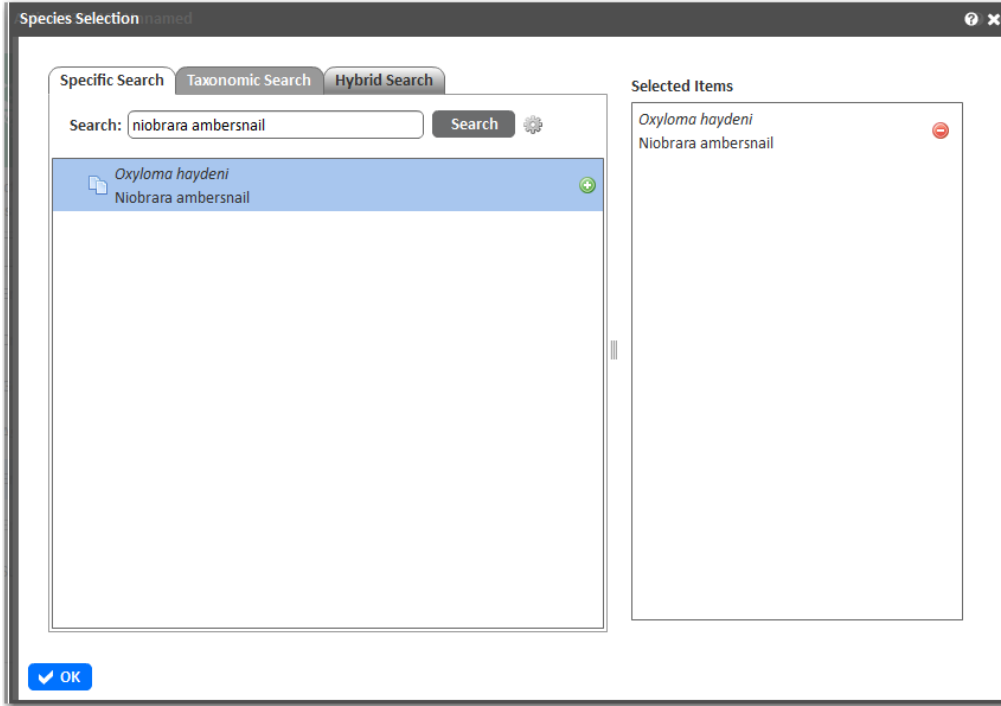 Species Selection
Specific Search
Taxonomic Search
Hybrid Search
Search:
niobrara ambersnail
Search
Oxyloma haydeni
Niobrara ambersnail
Selected Items
Oxyloma haydeni
Niobrara ambersnail
OK